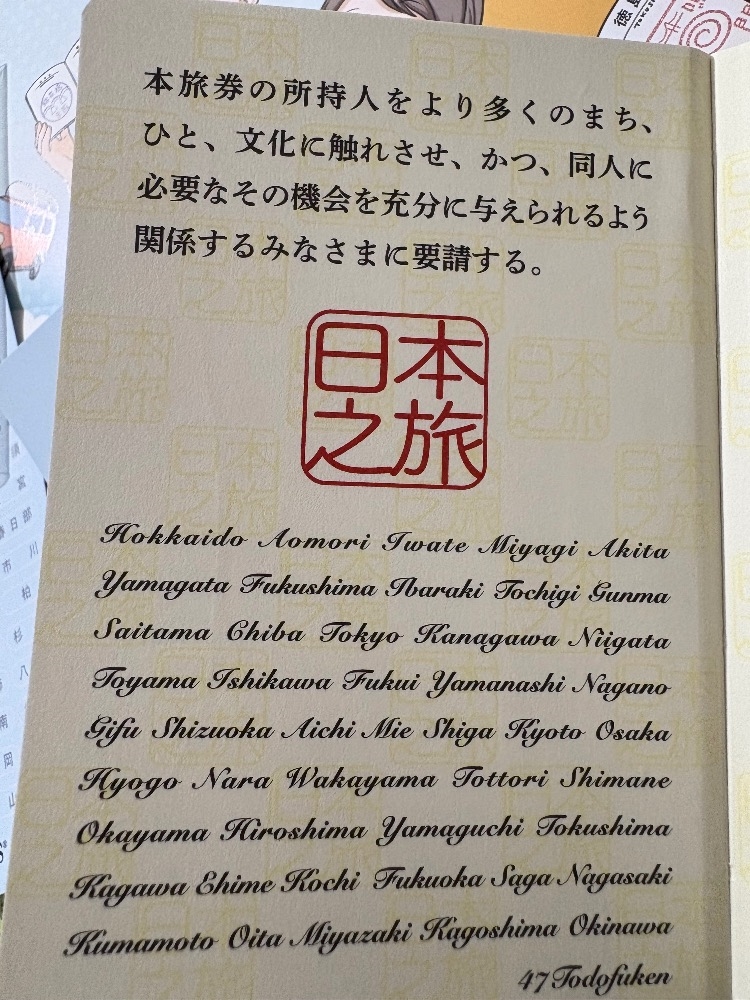 本旅券の所持人をより多くのまち、
ひと、文化に触れさせ、かつ、同人に
必要なその機会を充分に与えられるよう
関係するみなさまに要請する。
日本
之旅
Hokkaido Aomori Iwate Miyagi Akita
Yamagata Fukushima Ibaraki Tochigi Gunma
Saitama Chiba Tokyo Kanagawa Niigata
Toyama Ishikawa Fukui Yamanashi Nagano
Gifu Shizuoka Aichi Mie Shiga Kyoto Osaka
Hyogo Nara Wakayama Tottori Shimane
Okayama Hiroshima Yamaguchi Tokushima
Kagawa Ehime Kochi Fukuoka Saga Nagasaki
Kumamoto Oita Miyazaki Kagoshima Okinawa
47 Todofuken